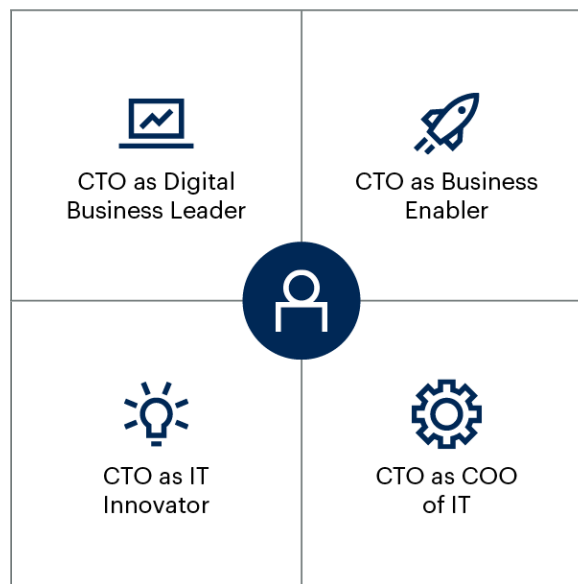 CTO as Digital
Business Leader
CTO as Business
Enabler
CTO as IT
Innovator
CTO as COO
of IT